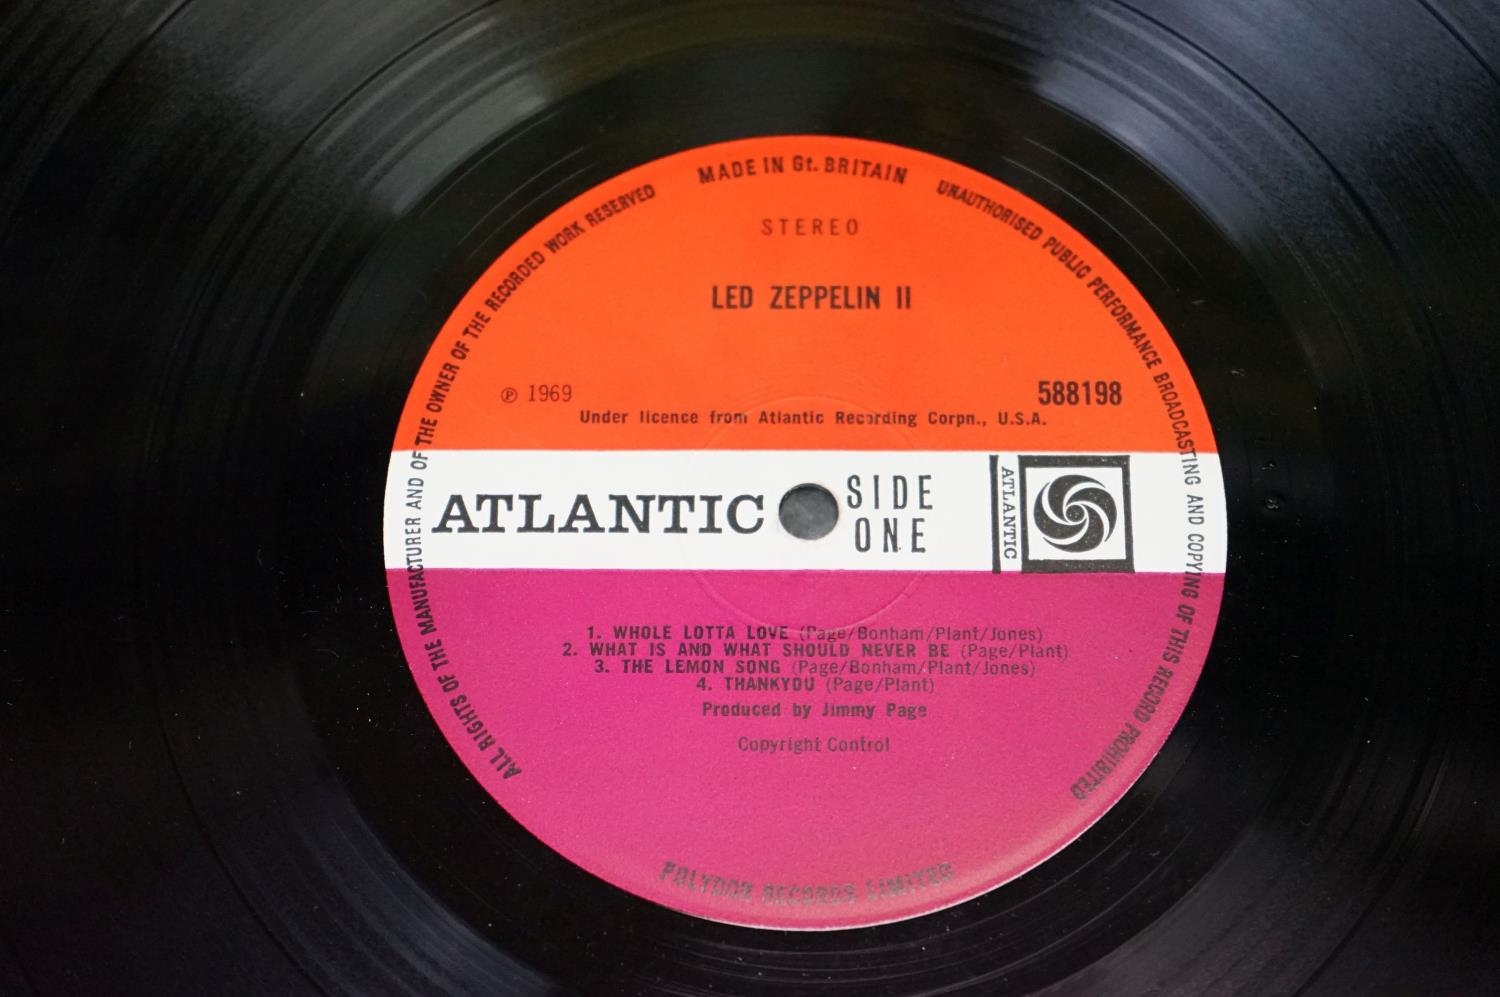 MADE IN Gt. BRITAIN
UNAUTHORISED PUBLIC PERFORMANCE BROADCASTING AND COPYING OF THIS RECORD PROHIBITED
ALL RIGHTS OF THE MANUFACTURER AND OF THE OWNER OF THE RECORDED WORK RESERVED
STEREO
LED ZEPPELIN II
℗ 1969
588198
Under licence from Atlantic Recording Corpn., U.S.A.
ATLANTIC
SIDE
ONE
ATLANTIC
1. WHOLE LOTTA LOVE (Page/Bonham/Plant/Jones)
2. WHAT IS AND WHAT SHOULD NEVER BE (Page/Plant)
3. THE LEMON SONG (Page/Bonham/Plant/Jones)
4. THANKYOU (Page/Plant)
Produced by Jimmy Page
Copyright Control
POLYDOR RECORDS LIMITED